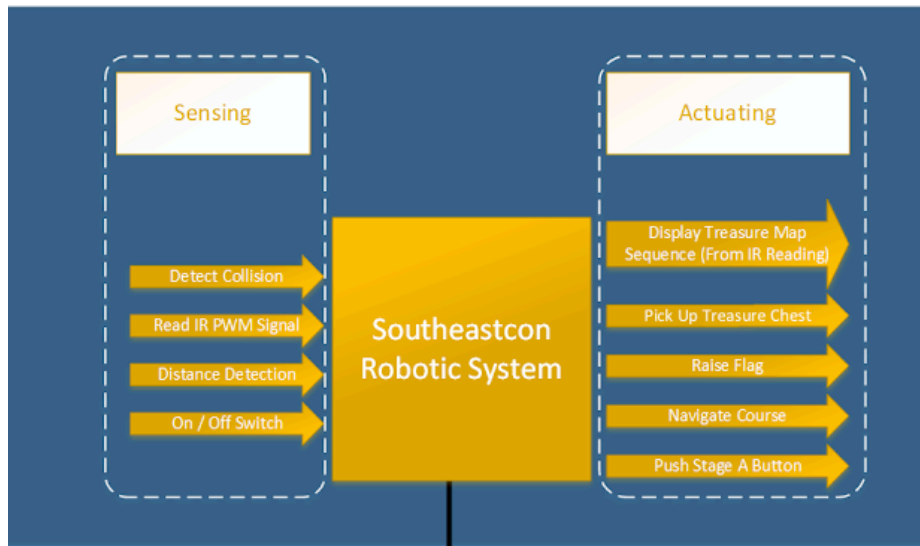 Sensing
Detect Collision
Read IR PWM Signal
Distance Detection
On / Off Switch
Southeastcon
Robotic System
Actuating
Display Treasure Map
Sequence (From IR Reading)
Pick Up Treasure Chest
Raise Flag
Navigate Course
Push Stage A Button